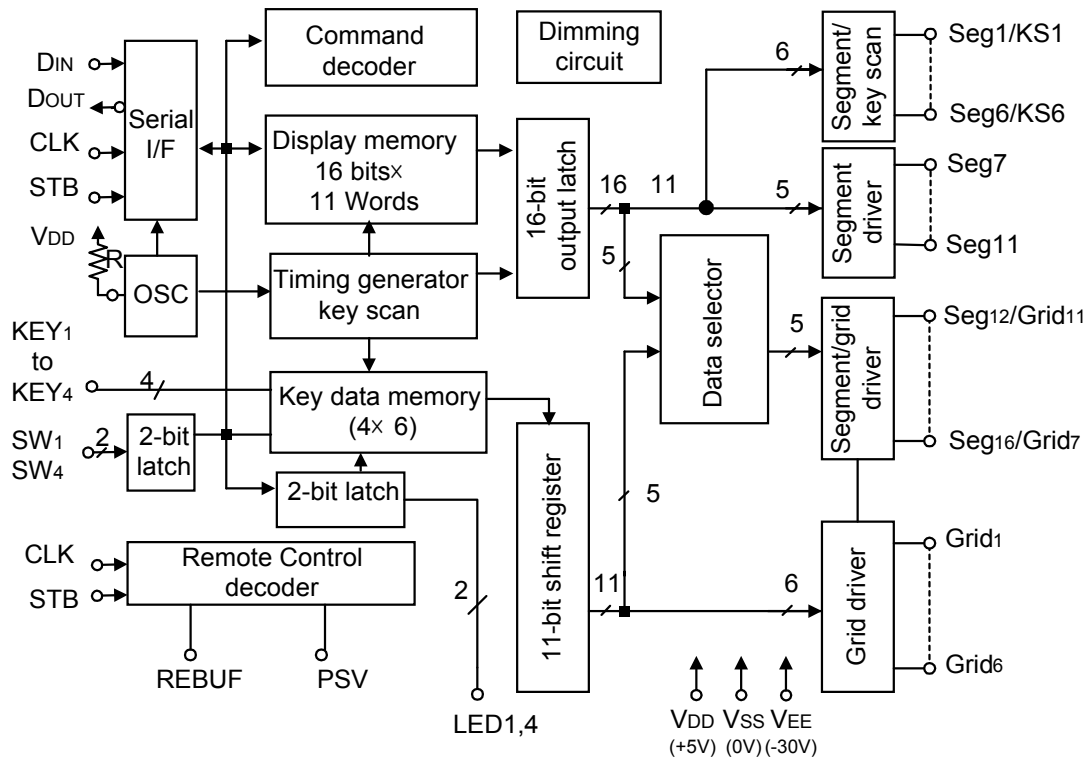 DIN
DOUT
CLK
STB
VDD
R
Serial
I/F
OSC
Command
decoder
Dimming
circuit
Display memory
16 bits×
11 Words
Timing generator
key scan
16-bit
output latch
16
11
5
6
5
Segment/
key scan
Seg1/KS1
Seg6/KS6
Segment
driver
Seg7
Seg11
Data selector
5
Segment/grid
driver
Seg12/Grid11
Seg16/Grid7
KEY1
to
KEY4
4
Key data memory
(4× 6)
SW1
SW4
2
2-bit
latch
2-bit latch
11-bit shift register
5
11
6
Grid driver
Grid1
Grid6
CLK
STB
Remote Control
decoder
REBUF
PSV
2
LED1,4
VDD
(+5V)
VSS
(0V)
VEE
(-30V)